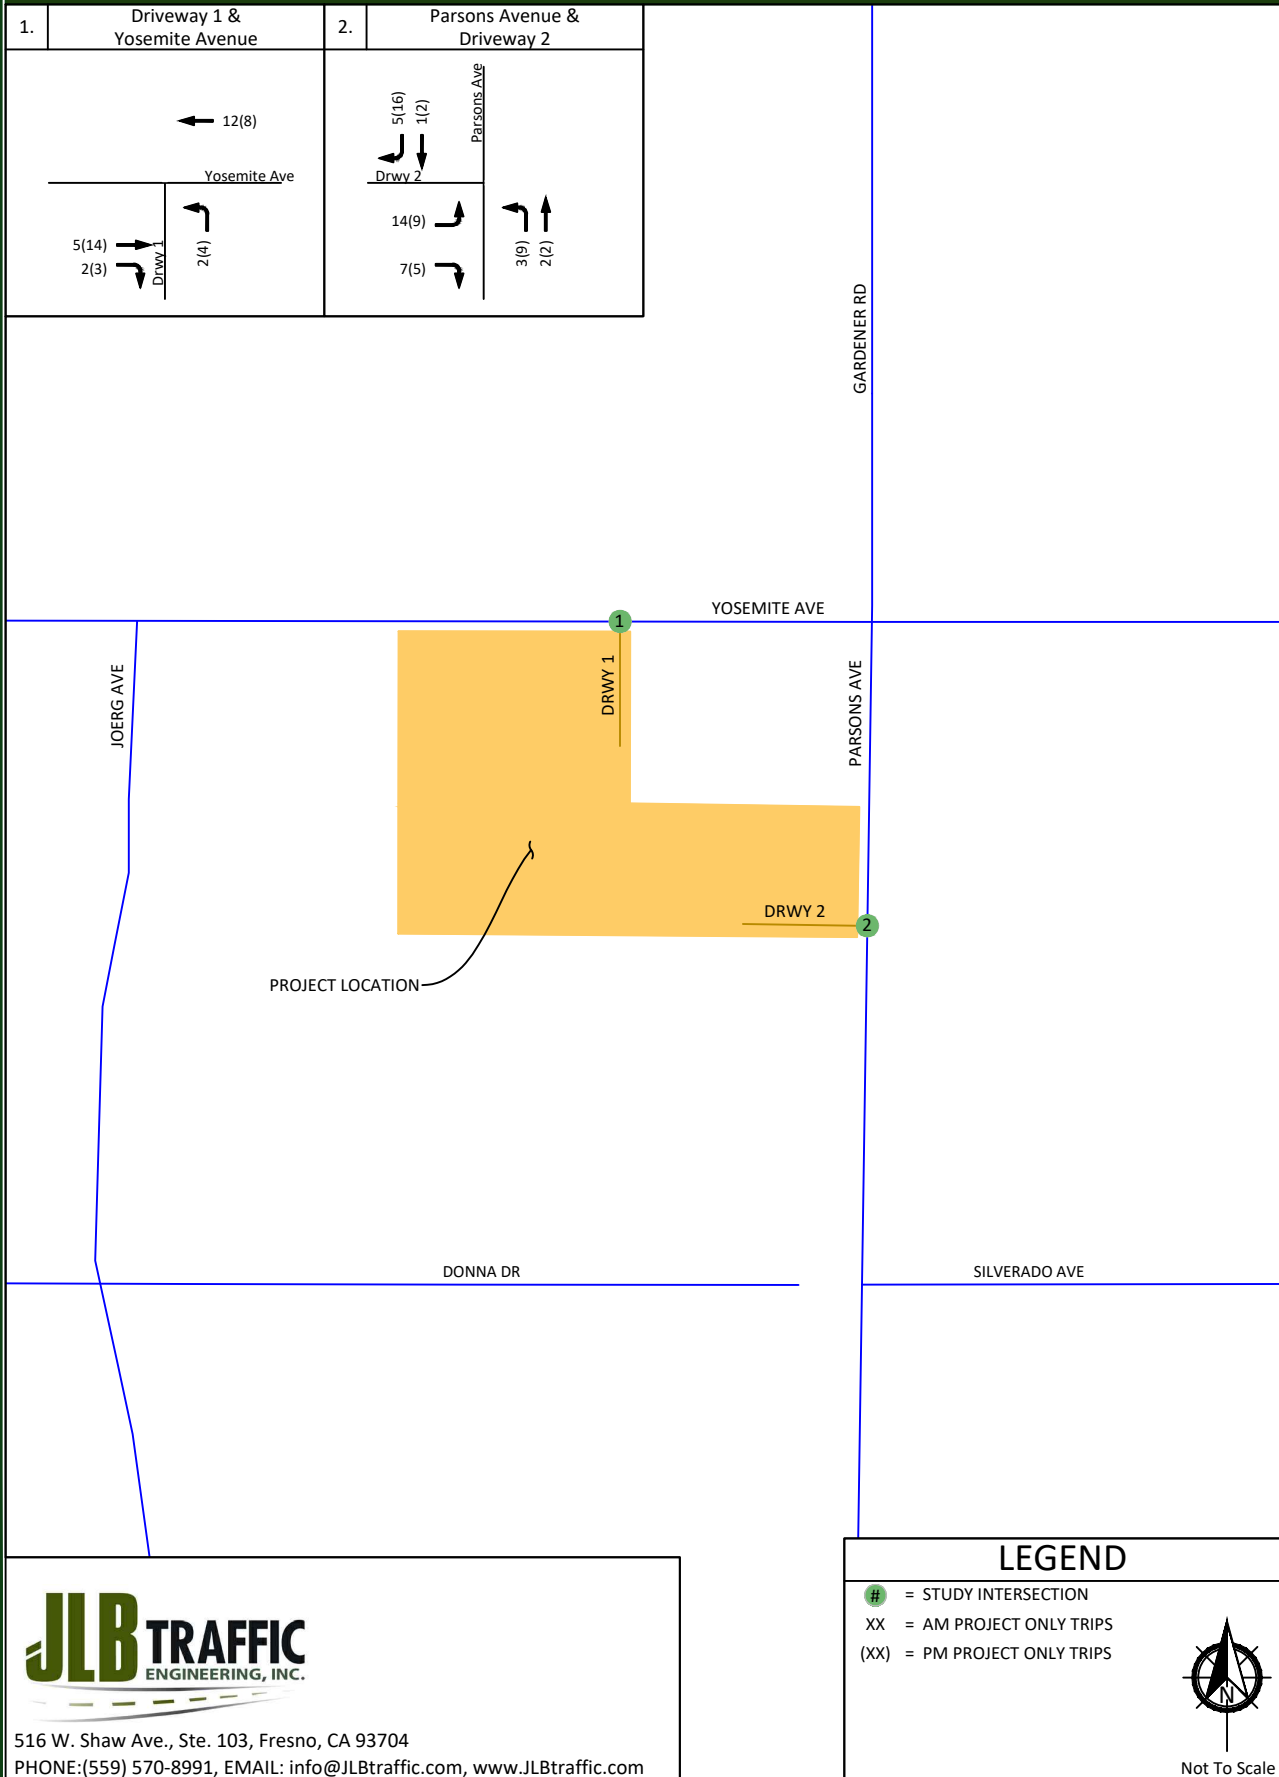 1.
Driveway 1 &
Yosemite Avenue
2.
Parsons Avenue &
Driveway 2
12(8)
Yosemite Ave
5(14)
2(3)
Drwy 1
2(4)
5(16)
1(2)
Parsons Ave
Drwy 2
14(9)
7(5)
3(9)
2(2)
GARDENER RD
YOSEMITE AVE
1
DRWY 1
JOERG AVE
PARSONS AVE
DRWY 2
2
PROJECT LOCATION
DONNA DR
SILVERADO AVE
JLB TRAFFIC
ENGINEERING, INC.
516 W. Shaw Ave., Ste. 103, Fresno, CA 93704
PHONE:(559) 570-8991, EMAIL: info@JLBtraffic.com, www.JLBtraffic.com
LEGEND
# = STUDY INTERSECTION
XX = AM PROJECT ONLY TRIPS
(XX) = PM PROJECT ONLY TRIPS
N
Not To Scale